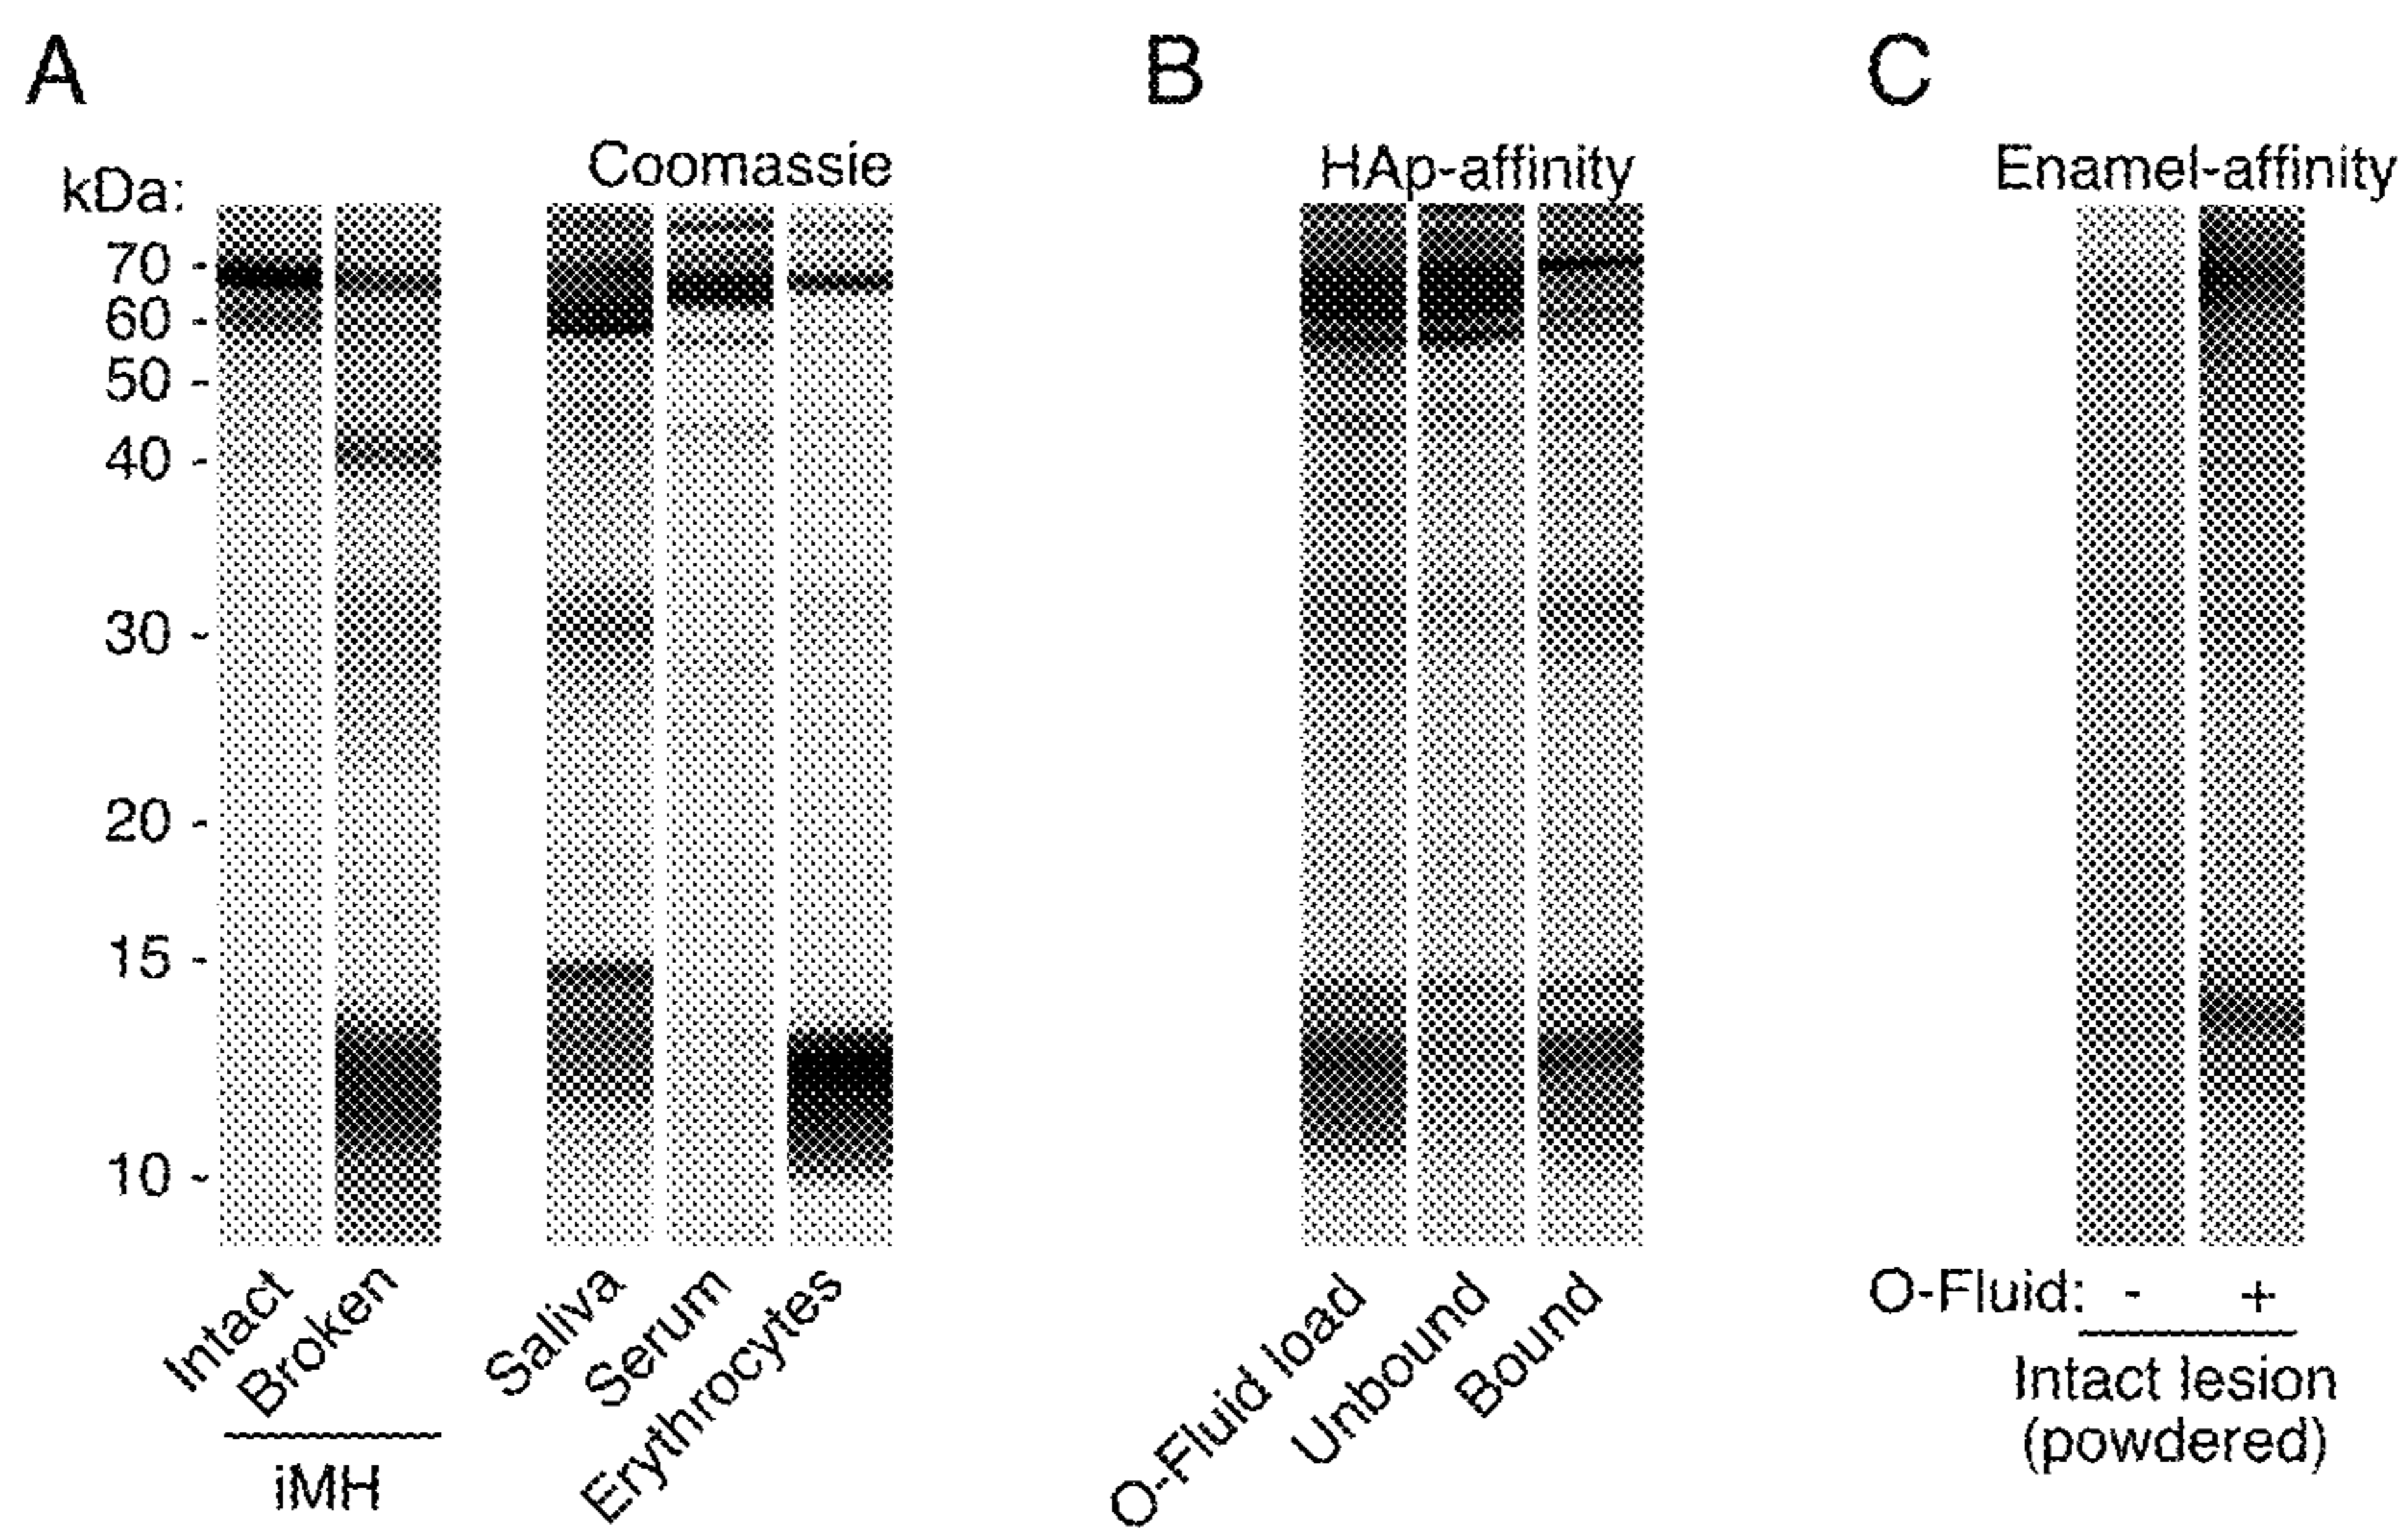 A
B
C
Coomassie
HAp-affinity
Enamel-affinity
kDa:
70 -
60 -
50 -
40 -
30 -
20 -
15 -
10 -
Intact
Broken
iMH
Saliva
Serum
Erythrocytes
O-Fluid load
Unbound
Bound
O-Fluid: - +
Intact lesion
(powdered)